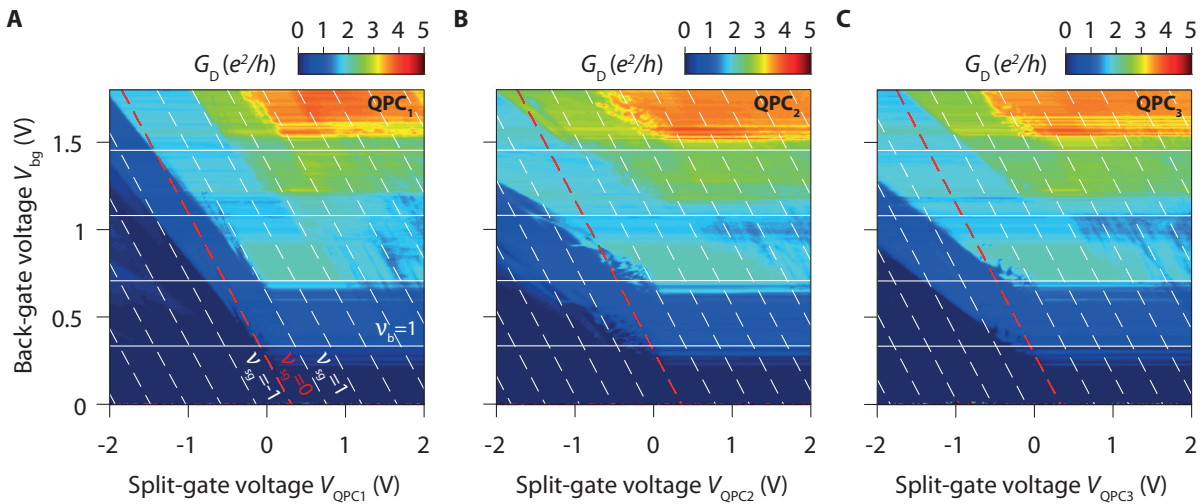 A
B
C
0 1 2 3 4 5
0 1 2 3 4 5
0 1 2 3 4 5
G_D (e²/h)
G_D (e²/h)
G_D (e²/h)
QPC₁
QPC₂
QPC₃
Back-gate voltage V_bg (V)
1.5
1
0.5
0
ν_b=1
ν_sg=-1
ν_sg=0
ν_sg=1
-2 -1 0 1 2
-2 -1 0 1 2
-2 -1 0 1 2
Split-gate voltage V_QPC1 (V)
Split-gate voltage V_QPC2 (V)
Split-gate voltage V_QPC3 (V)